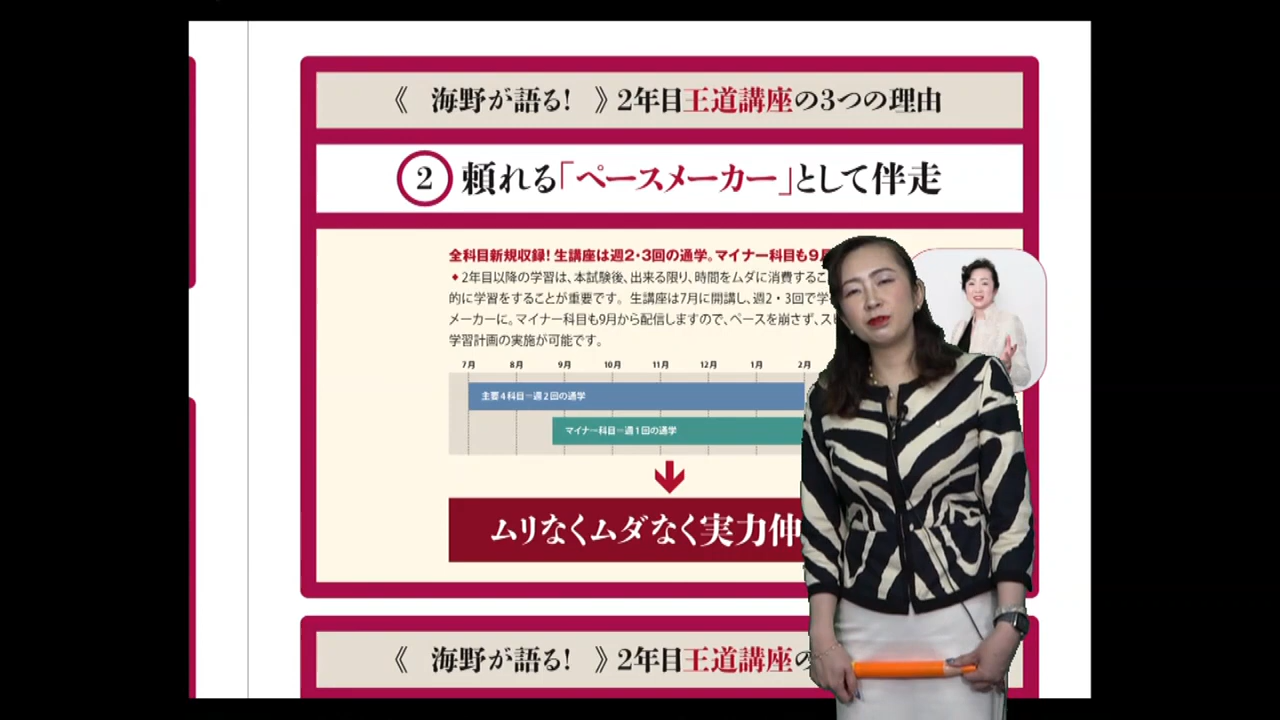 《 海野が語る! 》2年目王道講座の3つの理由
2 頼れる「ペースメーカー」として伴走
全科目新規収録! 生講座は週2・3回の通学。マイナー科目も9月
◆2年目以降の学習は、本試験後、出来る限り、時間をムダに消費するこ
的に学習をすることが重要です。生講座は7月に開講し、週2・3回で学
メーカーに。マイナー科目も9月から配信しますので、ペースを崩さず、ス
学習計画の実施が可能です。
7月 8月 9月 10月 11月 12月 1月 2月
主要4科目＝週2回の通学
マイナー科目＝週1回の通学
ムリなくムダなく実力伸
《 海野が語る! 》2年目王道講座の